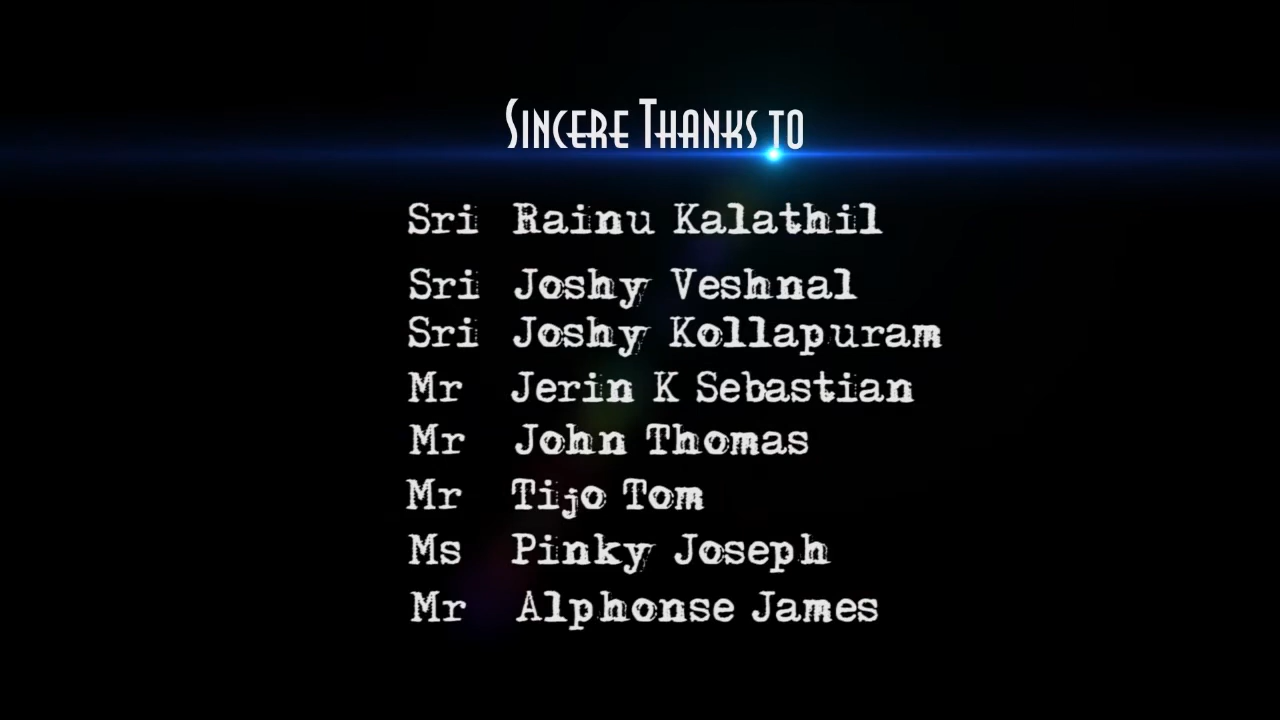 Sincere Thanks to
Sri Rainu Kalathil
Sri Joshy Veshnal
Sri Joshy Kollapuram
Mr Jerin K Sebastian
Mr John Thomas
Mr Tijo Tom
Ms Pinky Joseph
Mr Alphonse James